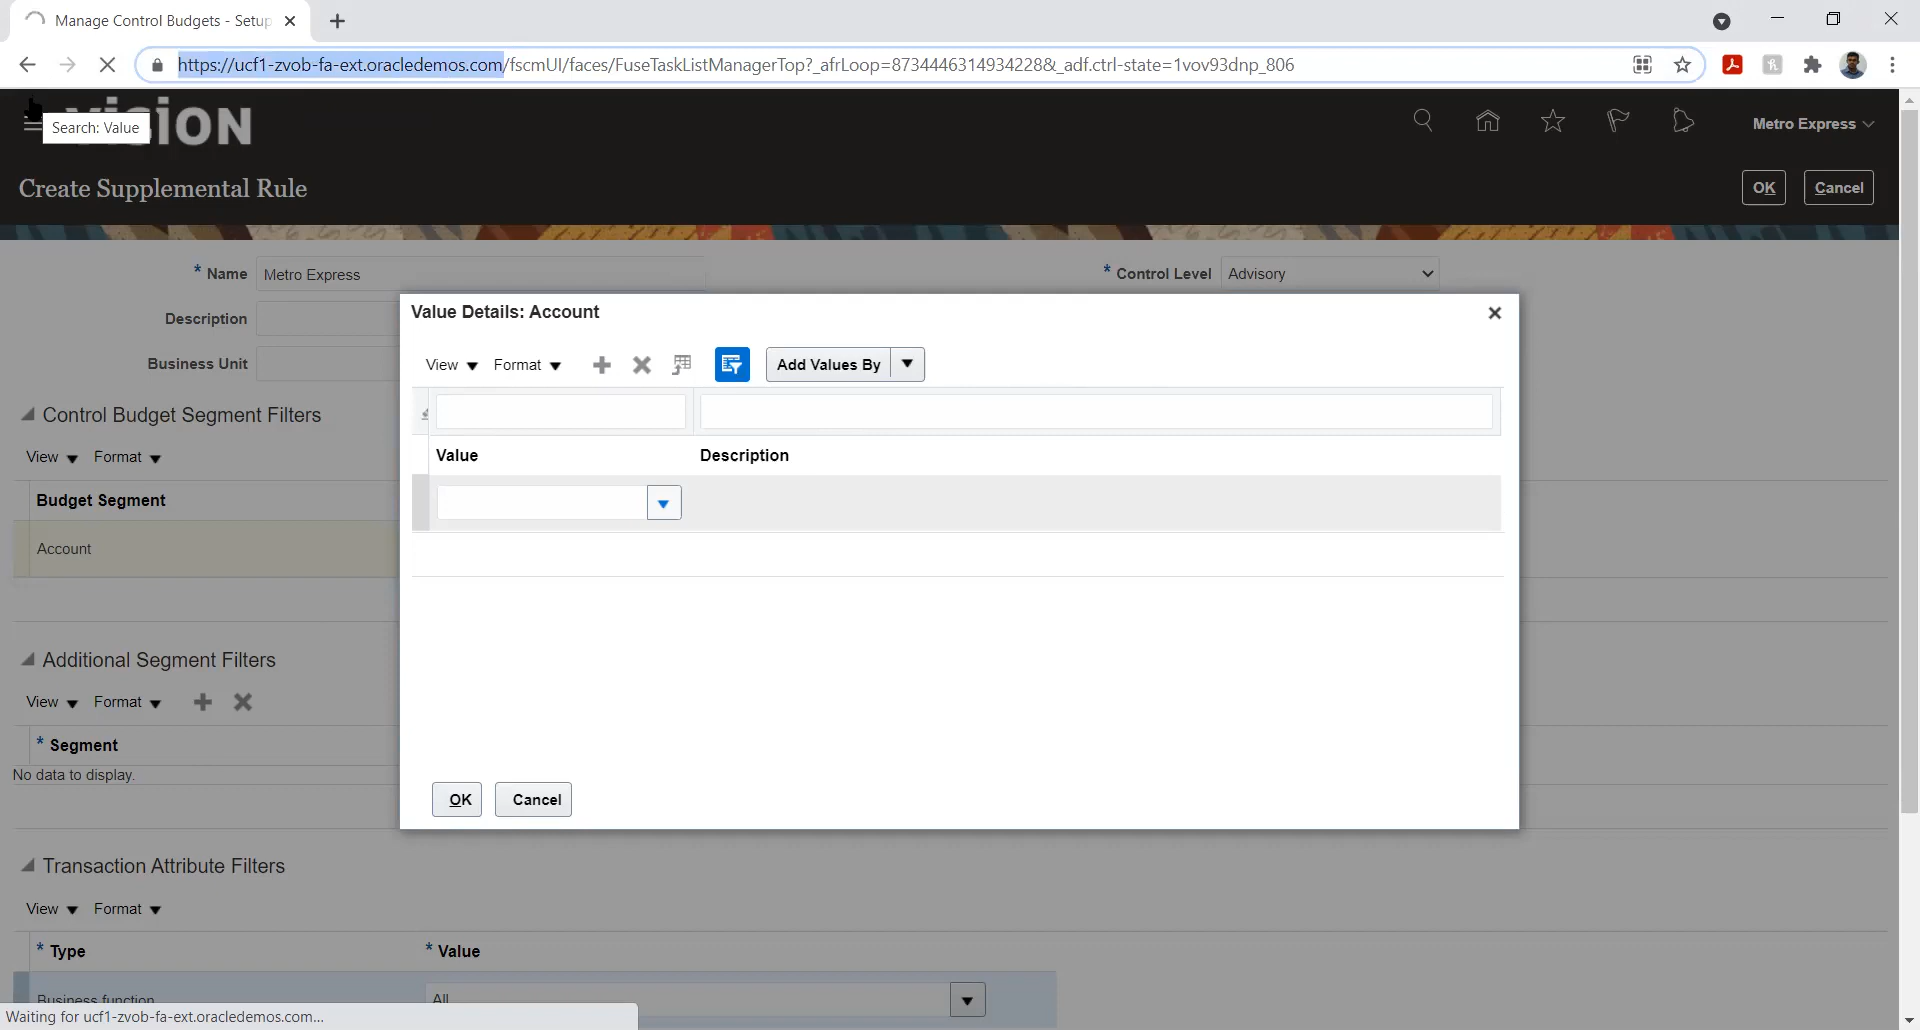 Manage Control Budgets - Setup
https://ucf1-zvob-fa-ext.oracledemos.com/fscmUI/faces/FuseTaskListManagerTop?_afrLoop=8734446314934228&_adf.ctrl-state=1vov93dnp_806
Search: Value
VISION
Metro Express
Create Supplemental Rule
OK Cancel
* Name Metro Express
* Control Level Advisory
Description
Business Unit
Value Details: Account
View Format Add Values By
Value Description
OK Cancel
Control Budget Segment Filters
View Format
Budget Segment
Account
Additional Segment Filters
View Format
* Segment
No data to display.
Transaction Attribute Filters
View Format
* Type * Value
Business function All
Waiting for ucf1-zvob-fa-ext.oracledemos.com...